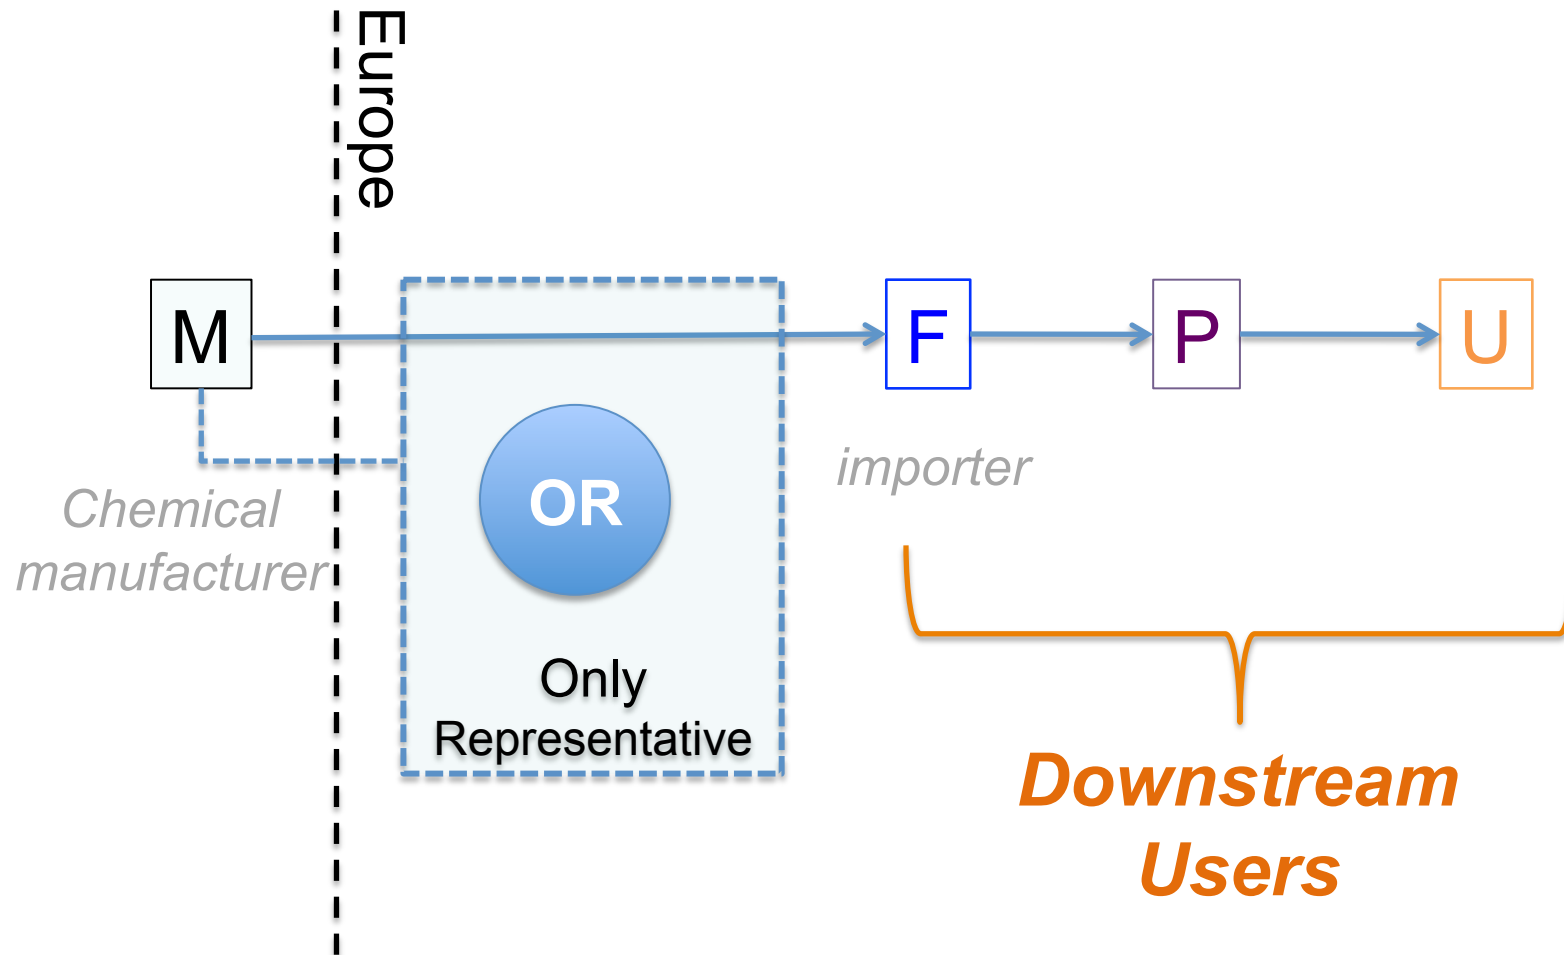 Europe
M
F
P
U
Chemical
manufacturer
importer
OR
Only
Representative
Downstream
Users